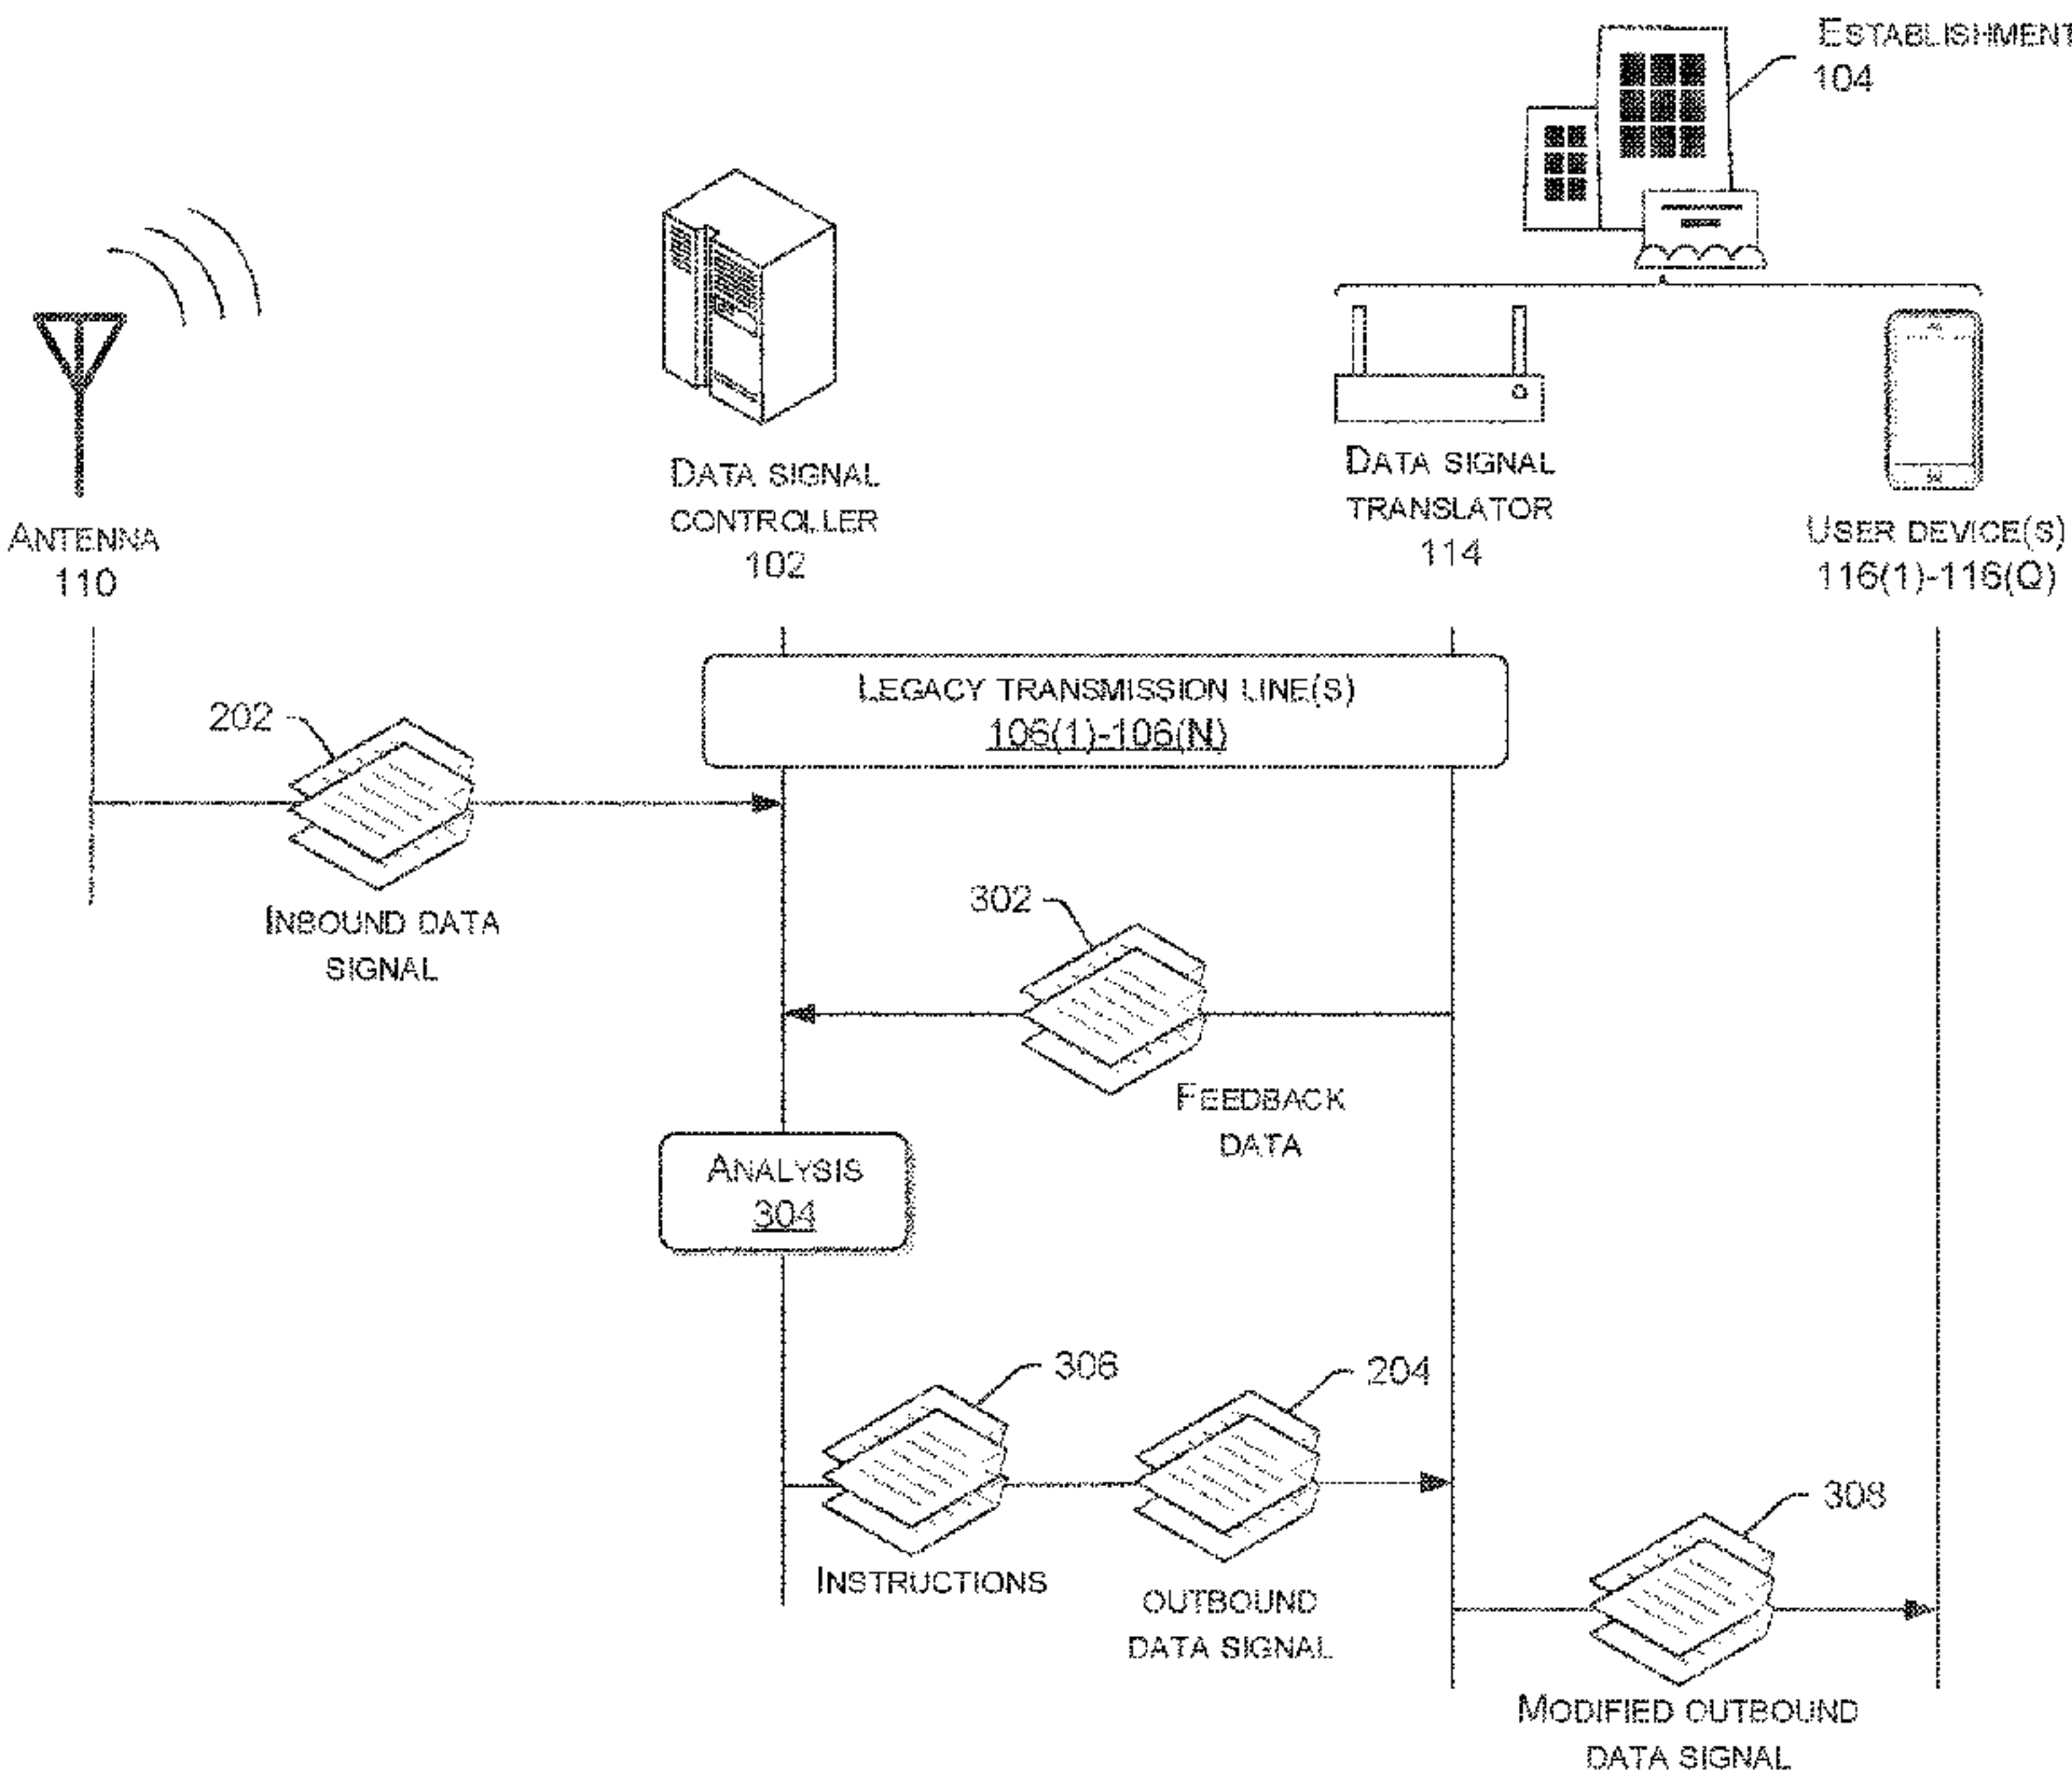 ESTABLISHMENT
104
ANTENNA
110
DATA SIGNAL
CONTROLLER
102
DATA SIGNAL
TRANSLATOR
114
USER DEVICE(S)
116(1)-116(Q)
LEGACY TRANSMISSION LINE(S)
106(1)-106(N)
202
INBOUND DATA
SIGNAL
302
FEEDBACK
DATA
ANALYSIS
304
306
204
INSTRUCTIONS
OUTBOUND
DATA SIGNAL
308
MODIFIED OUTBOUND
DATA SIGNAL